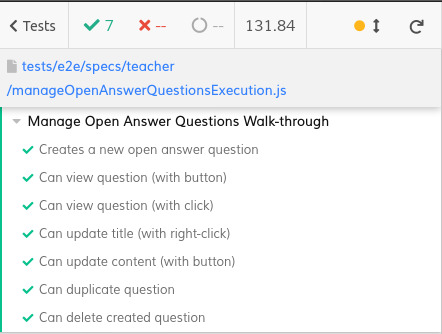 Tests 7 -- -- 131.84
tests/e2e/specs/teacher
/manageOpenAnswerQuestionsExecution.js
Manage Open Answer Questions Walk-through
Creates a new open answer question
Can view question (with button)
Can view question (with click)
Can update title (with right-click)
Can update content (with button)
Can duplicate question
Can delete created question